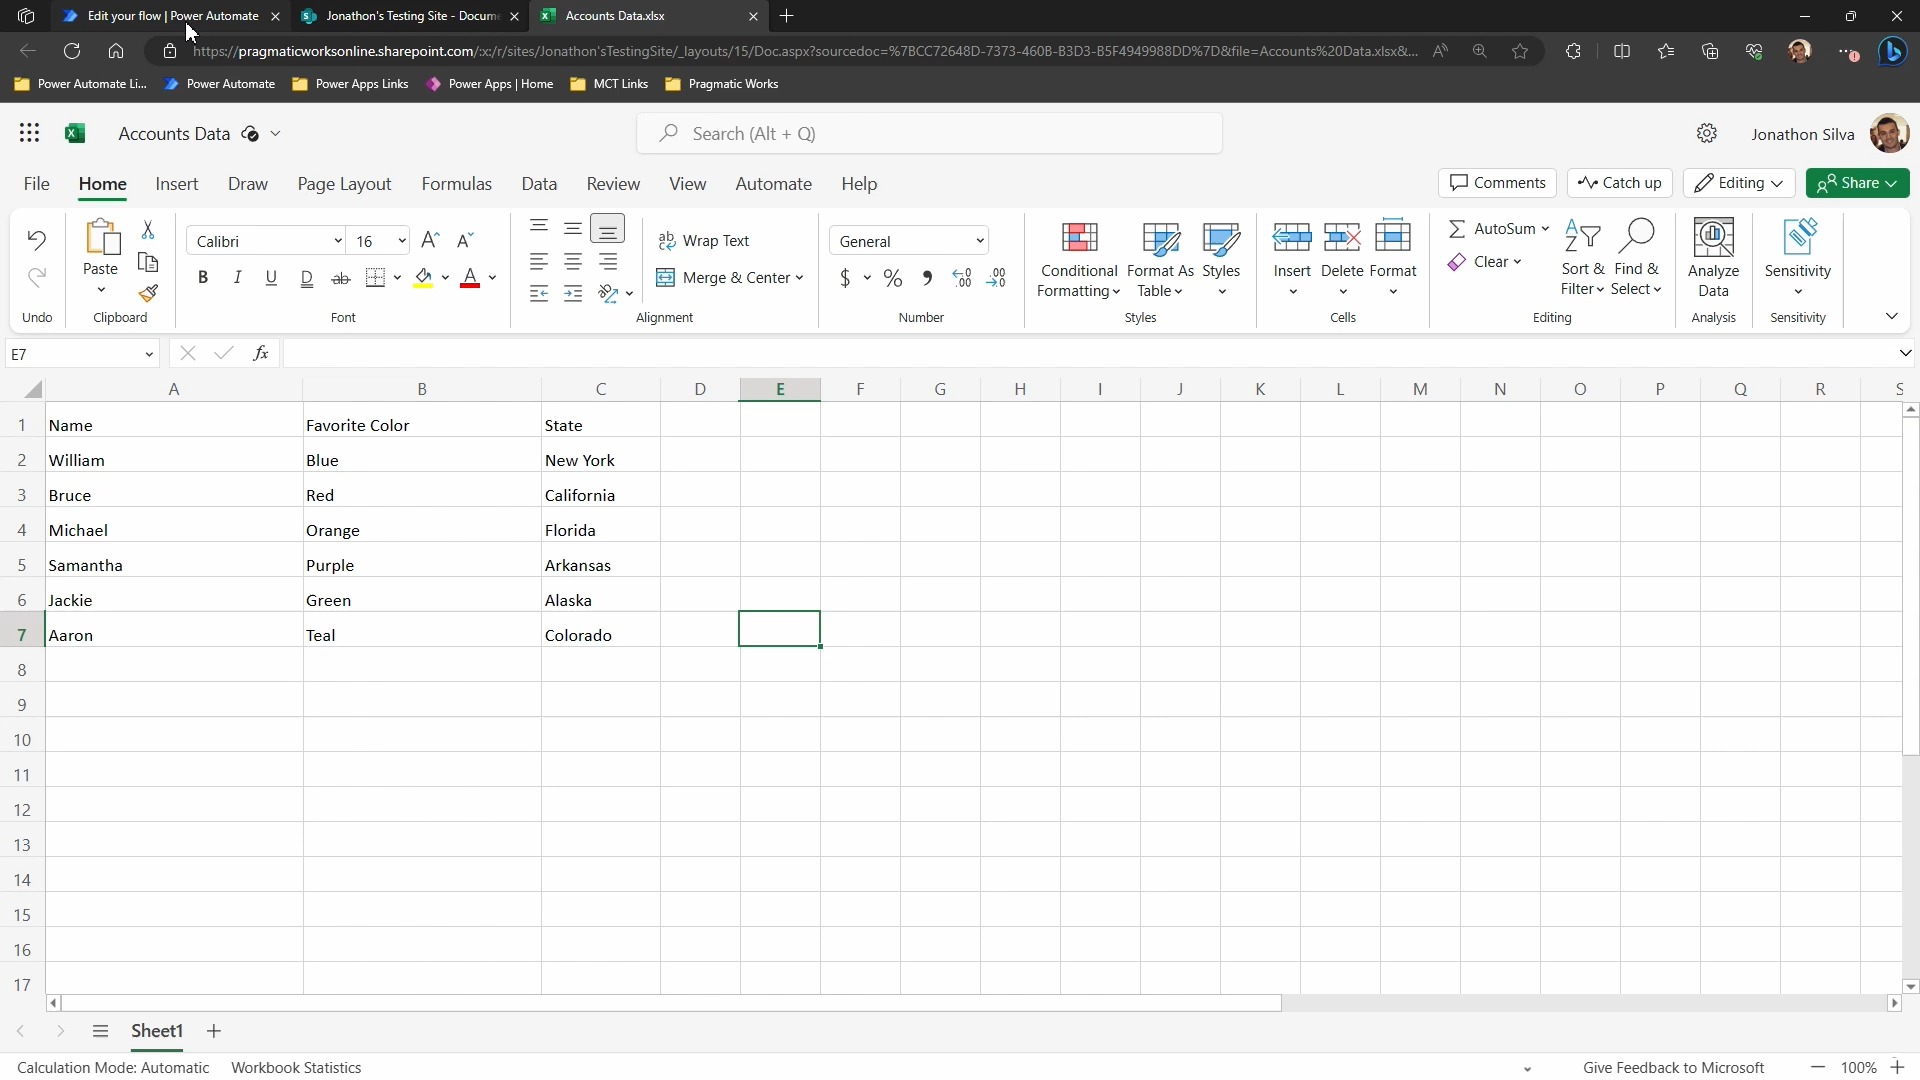 Edit your flow | Power Automate
Jonathon's Testing Site - Docume
Accounts Data.xlsx
https://pragmaticworksonline.sharepoint.com/:x:/r/sites/Jonathon'sTestingSite/_layouts/15/Doc.aspx?sourcedoc=%7BCC72648D-7373-460B-B3D3-B5F4949988DD%7D&file=Accounts%20Data.xlsx&...
Power Automate Li...
Power Automate
Power Apps Links
Power Apps | Home
MCT Links
Pragmatic Works
Accounts Data
Search (Alt + Q)
Jonathon Silva
File Home Insert Draw Page Layout Formulas Data Review View Automate Help
Comments Catch up Editing Share
Paste
Calibri 16
Wrap Text
Merge & Center
General
$ % 9
Conditional Formatting
Format As Table
Styles
Insert Delete Format
AutoSum
Clear
Sort & Filter
Find & Select
Analyze Data
Sensitivity
Undo Clipboard Font Alignment Number Styles Cells Editing Analysis Sensitivity
E7 fx
A B C D E F G H I J K L M N O P Q R S
1 Name Favorite Color State
2 William Blue New York
3 Bruce Red California
4 Michael Orange Florida
5 Samantha Purple Arkansas
6 Jackie Green Alaska
7 Aaron Teal Colorado
8
9
10
11
12
13
14
15
16
17
Sheet1
Calculation Mode: Automatic Workbook Statistics
Give Feedback to Microsoft 100%